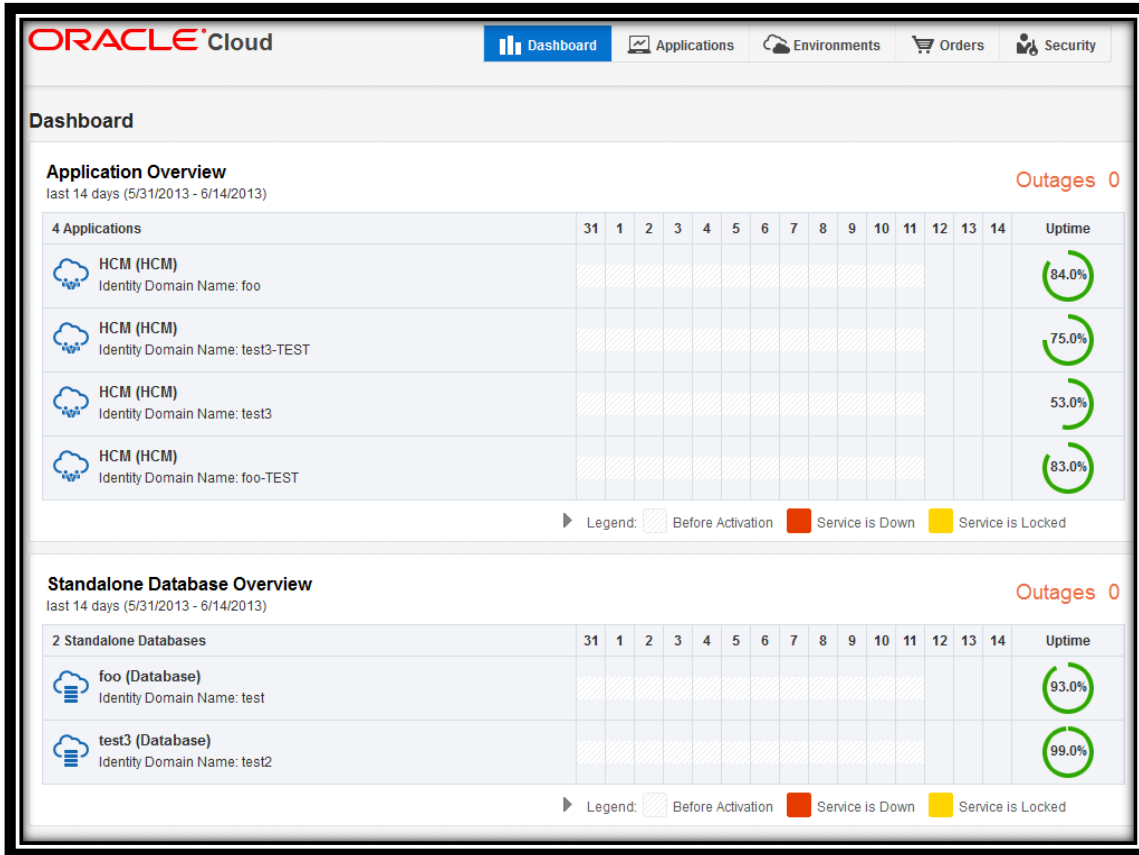 ORACLE Cloud
Dashboard Applications Environments Orders Security
Dashboard
Application Overview
last 14 days (5/31/2013 - 6/14/2013)
Outages 0
4 Applications 31 1 2 3 4 5 6 7 8 9 10 11 12 13 14 Uptime
HCM (HCM)
Identity Domain Name: foo
84.0%
HCM (HCM)
Identity Domain Name: test3-TEST
75.0%
HCM (HCM)
Identity Domain Name: test3
53.0%
HCM (HCM)
Identity Domain Name: foo-TEST
83.0%
Legend: Before Activation Service is Down Service is Locked
Standalone Database Overview
last 14 days (5/31/2013 - 6/14/2013)
Outages 0
2 Standalone Databases 31 1 2 3 4 5 6 7 8 9 10 11 12 13 14 Uptime
foo (Database)
Identity Domain Name: test
93.0%
test3 (Database)
Identity Domain Name: test2
99.0%
Legend: Before Activation Service is Down Service is Locked